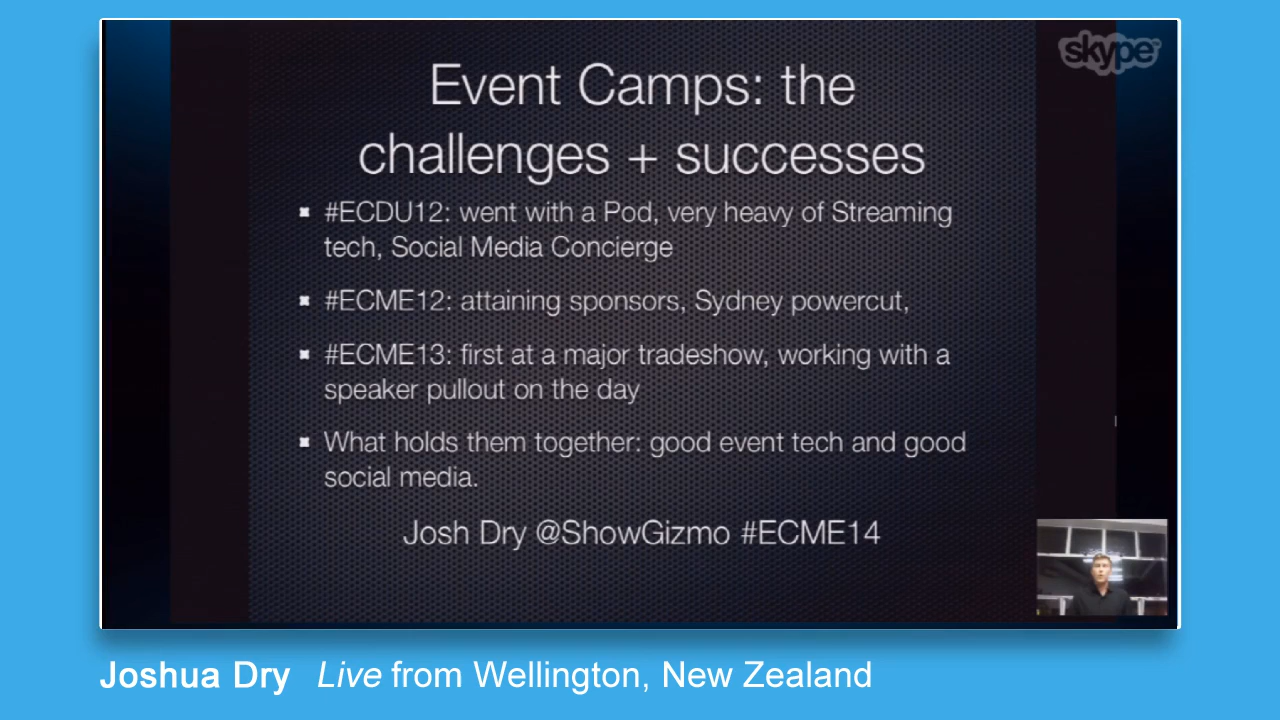 skype
Event Camps: the
challenges + successes
#ECDU12: went with a Pod, very heavy of Streaming
tech, Social Media Concierge
#ECME12: attaining sponsors, Sydney powercut,
#ECME13: first at a major tradeshow, working with a
speaker pullout on the day
What holds them together: good event tech and good
social media.
Josh Dry @ShowGizmo #ECME14
Joshua Dry Live from Wellington, New Zealand